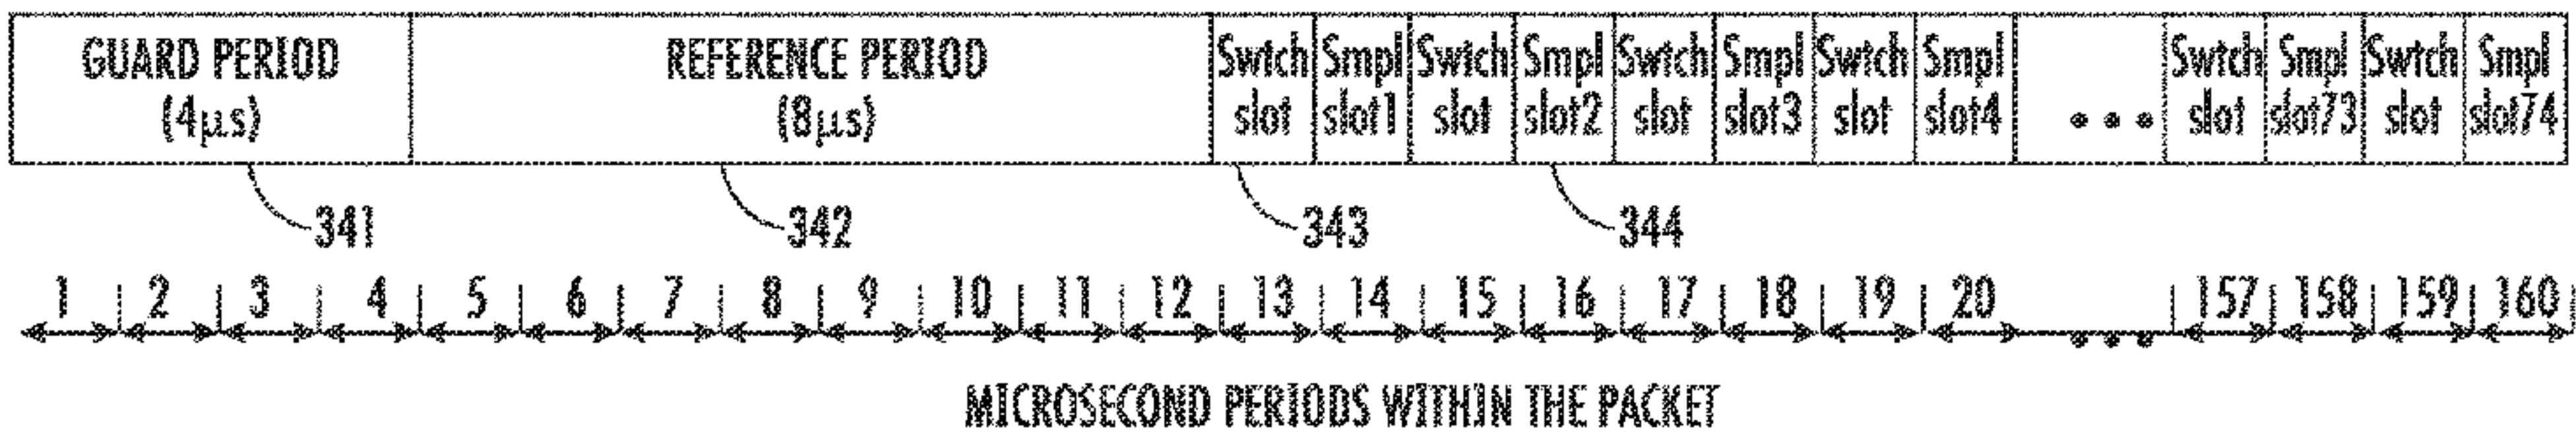 GUARD PERIOD
(4μs)
REFERENCE PERIOD
(8μs)
Swtch
slot
Smpl
slot1
Swtch
slot
Smpl
slot2
Swtch
slot
Smpl
slot3
Swtch
slot
Smpl
slot4
• • •
Swtch
slot
Smpl
slot73
Swtch
slot
Smpl
slot74
341 342 343 344
1 2 3 4 5 6 7 8 9 10 11 12 13 14 15 16 17 18 19 20 • • • 157 158 159 160
MICROSECOND PERIODS WITHIN THE PACKET